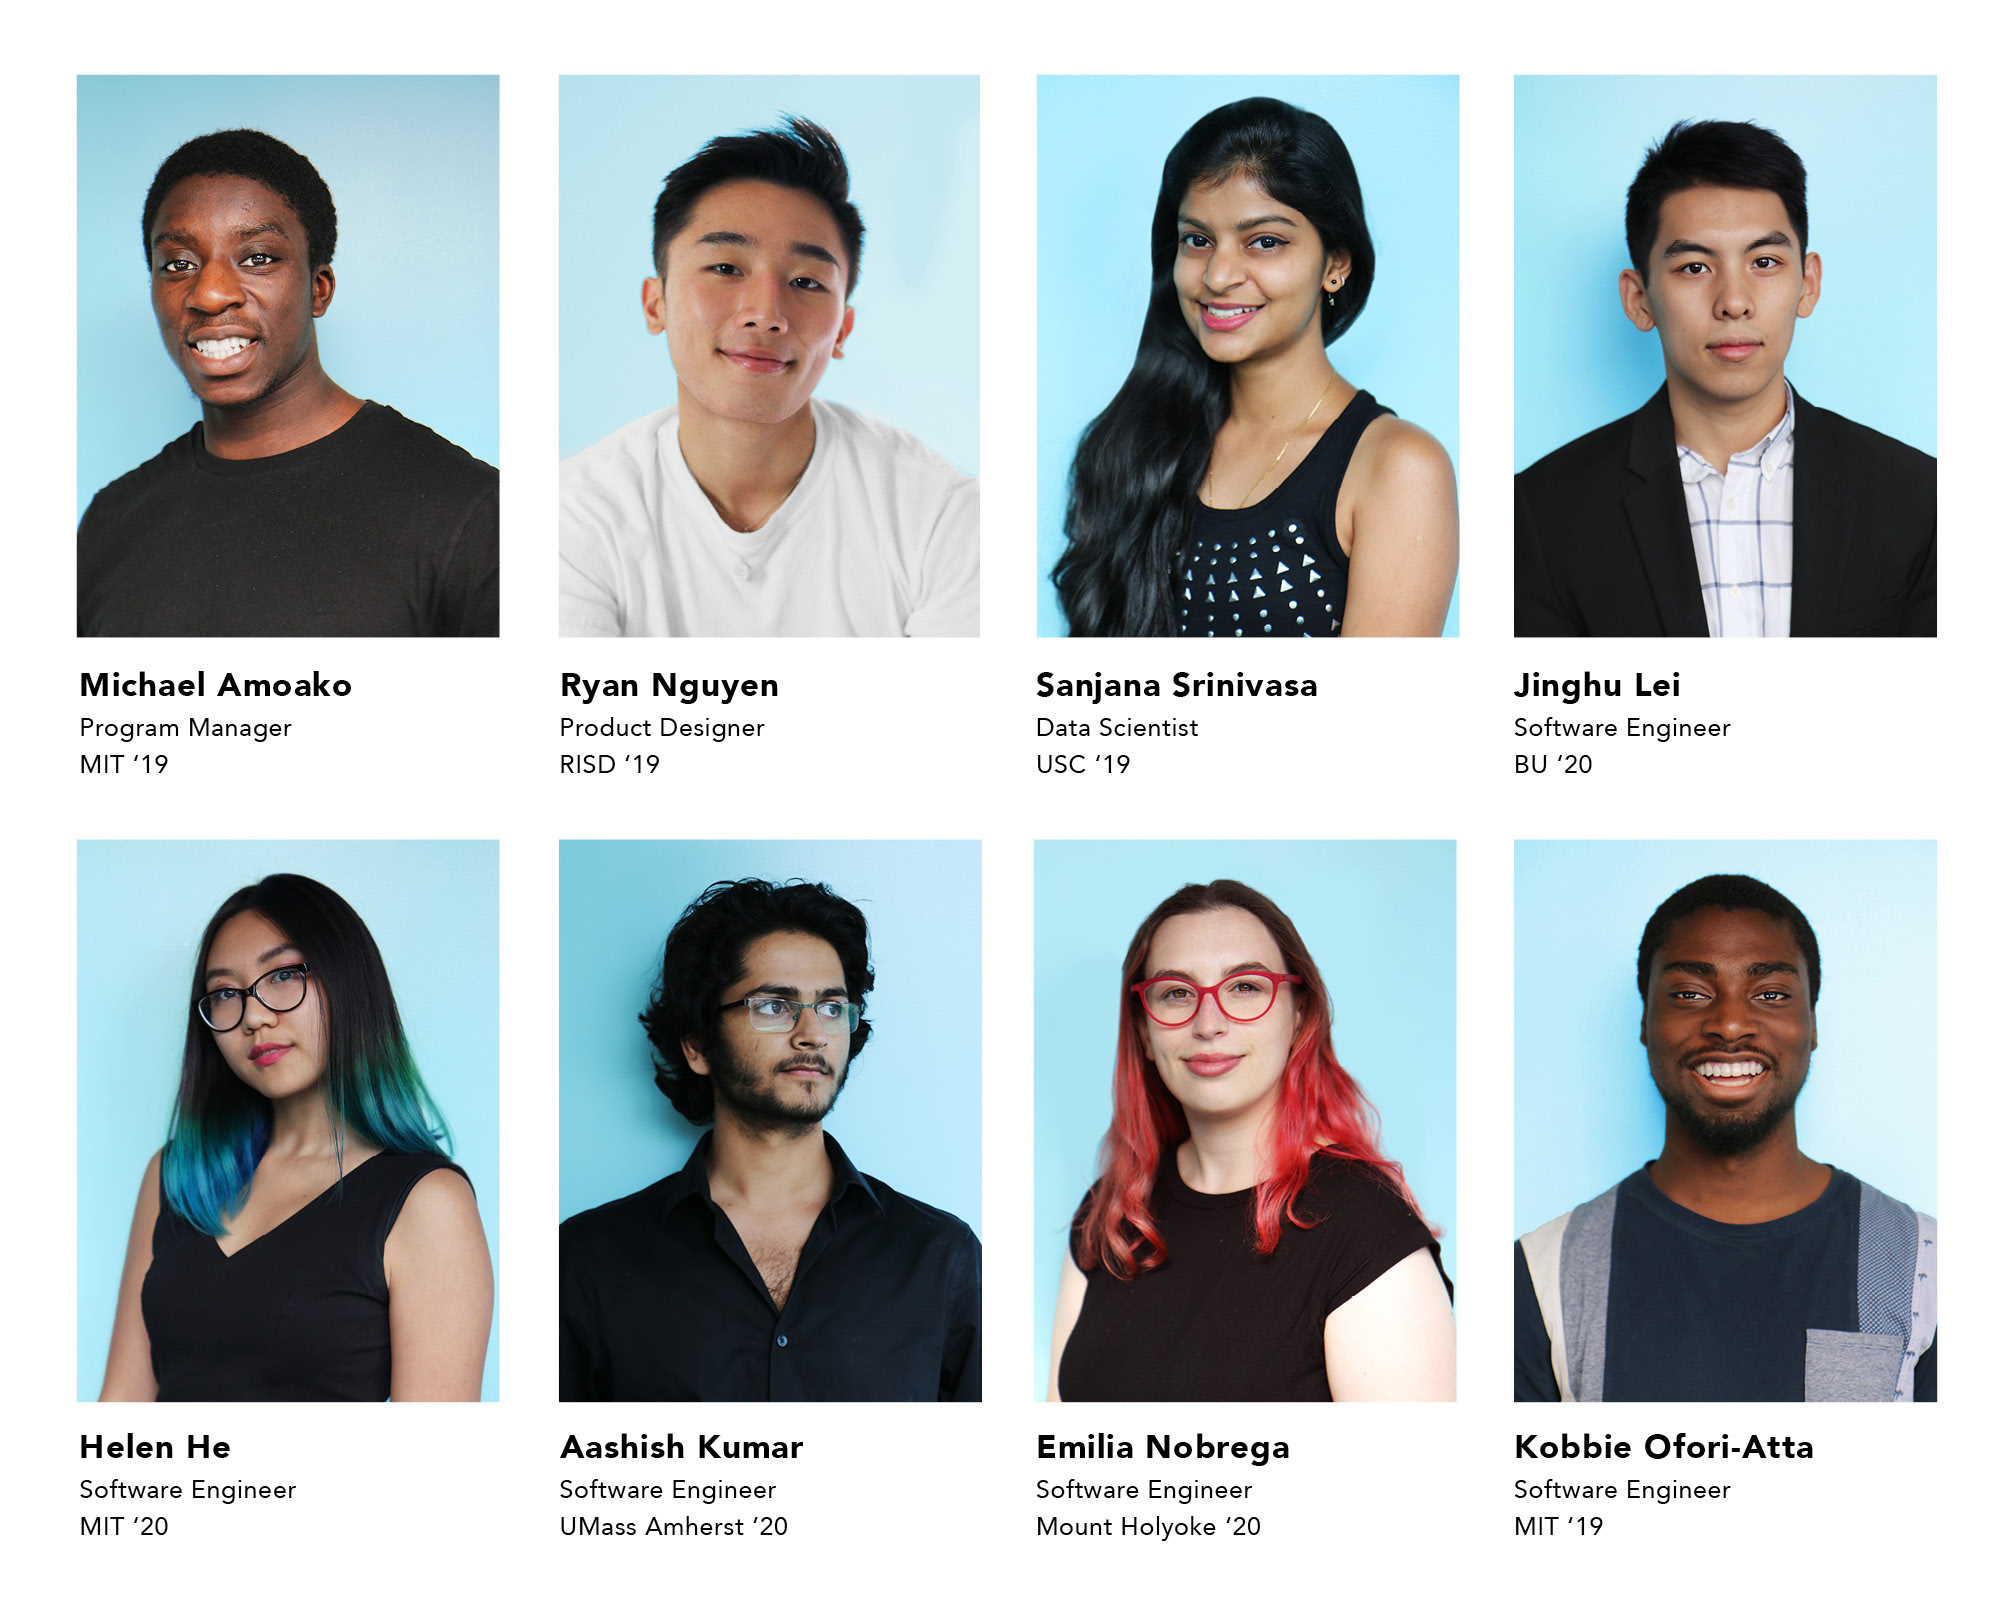 Michael Amoako
Program Manager
MIT ‘19
Ryan Nguyen
Product Designer
RISD ‘19
Sanjana Srinivasa
Data Scientist
USC ‘19
Jinghu Lei
Software Engineer
BU ‘20
Helen He
Software Engineer
MIT ‘20
Aashish Kumar
Software Engineer
UMass Amherst ‘20
Emilia Nobrega
Software Engineer
Mount Holyoke ‘20
Kobbie Ofori-Atta
Software Engineer
MIT ‘19